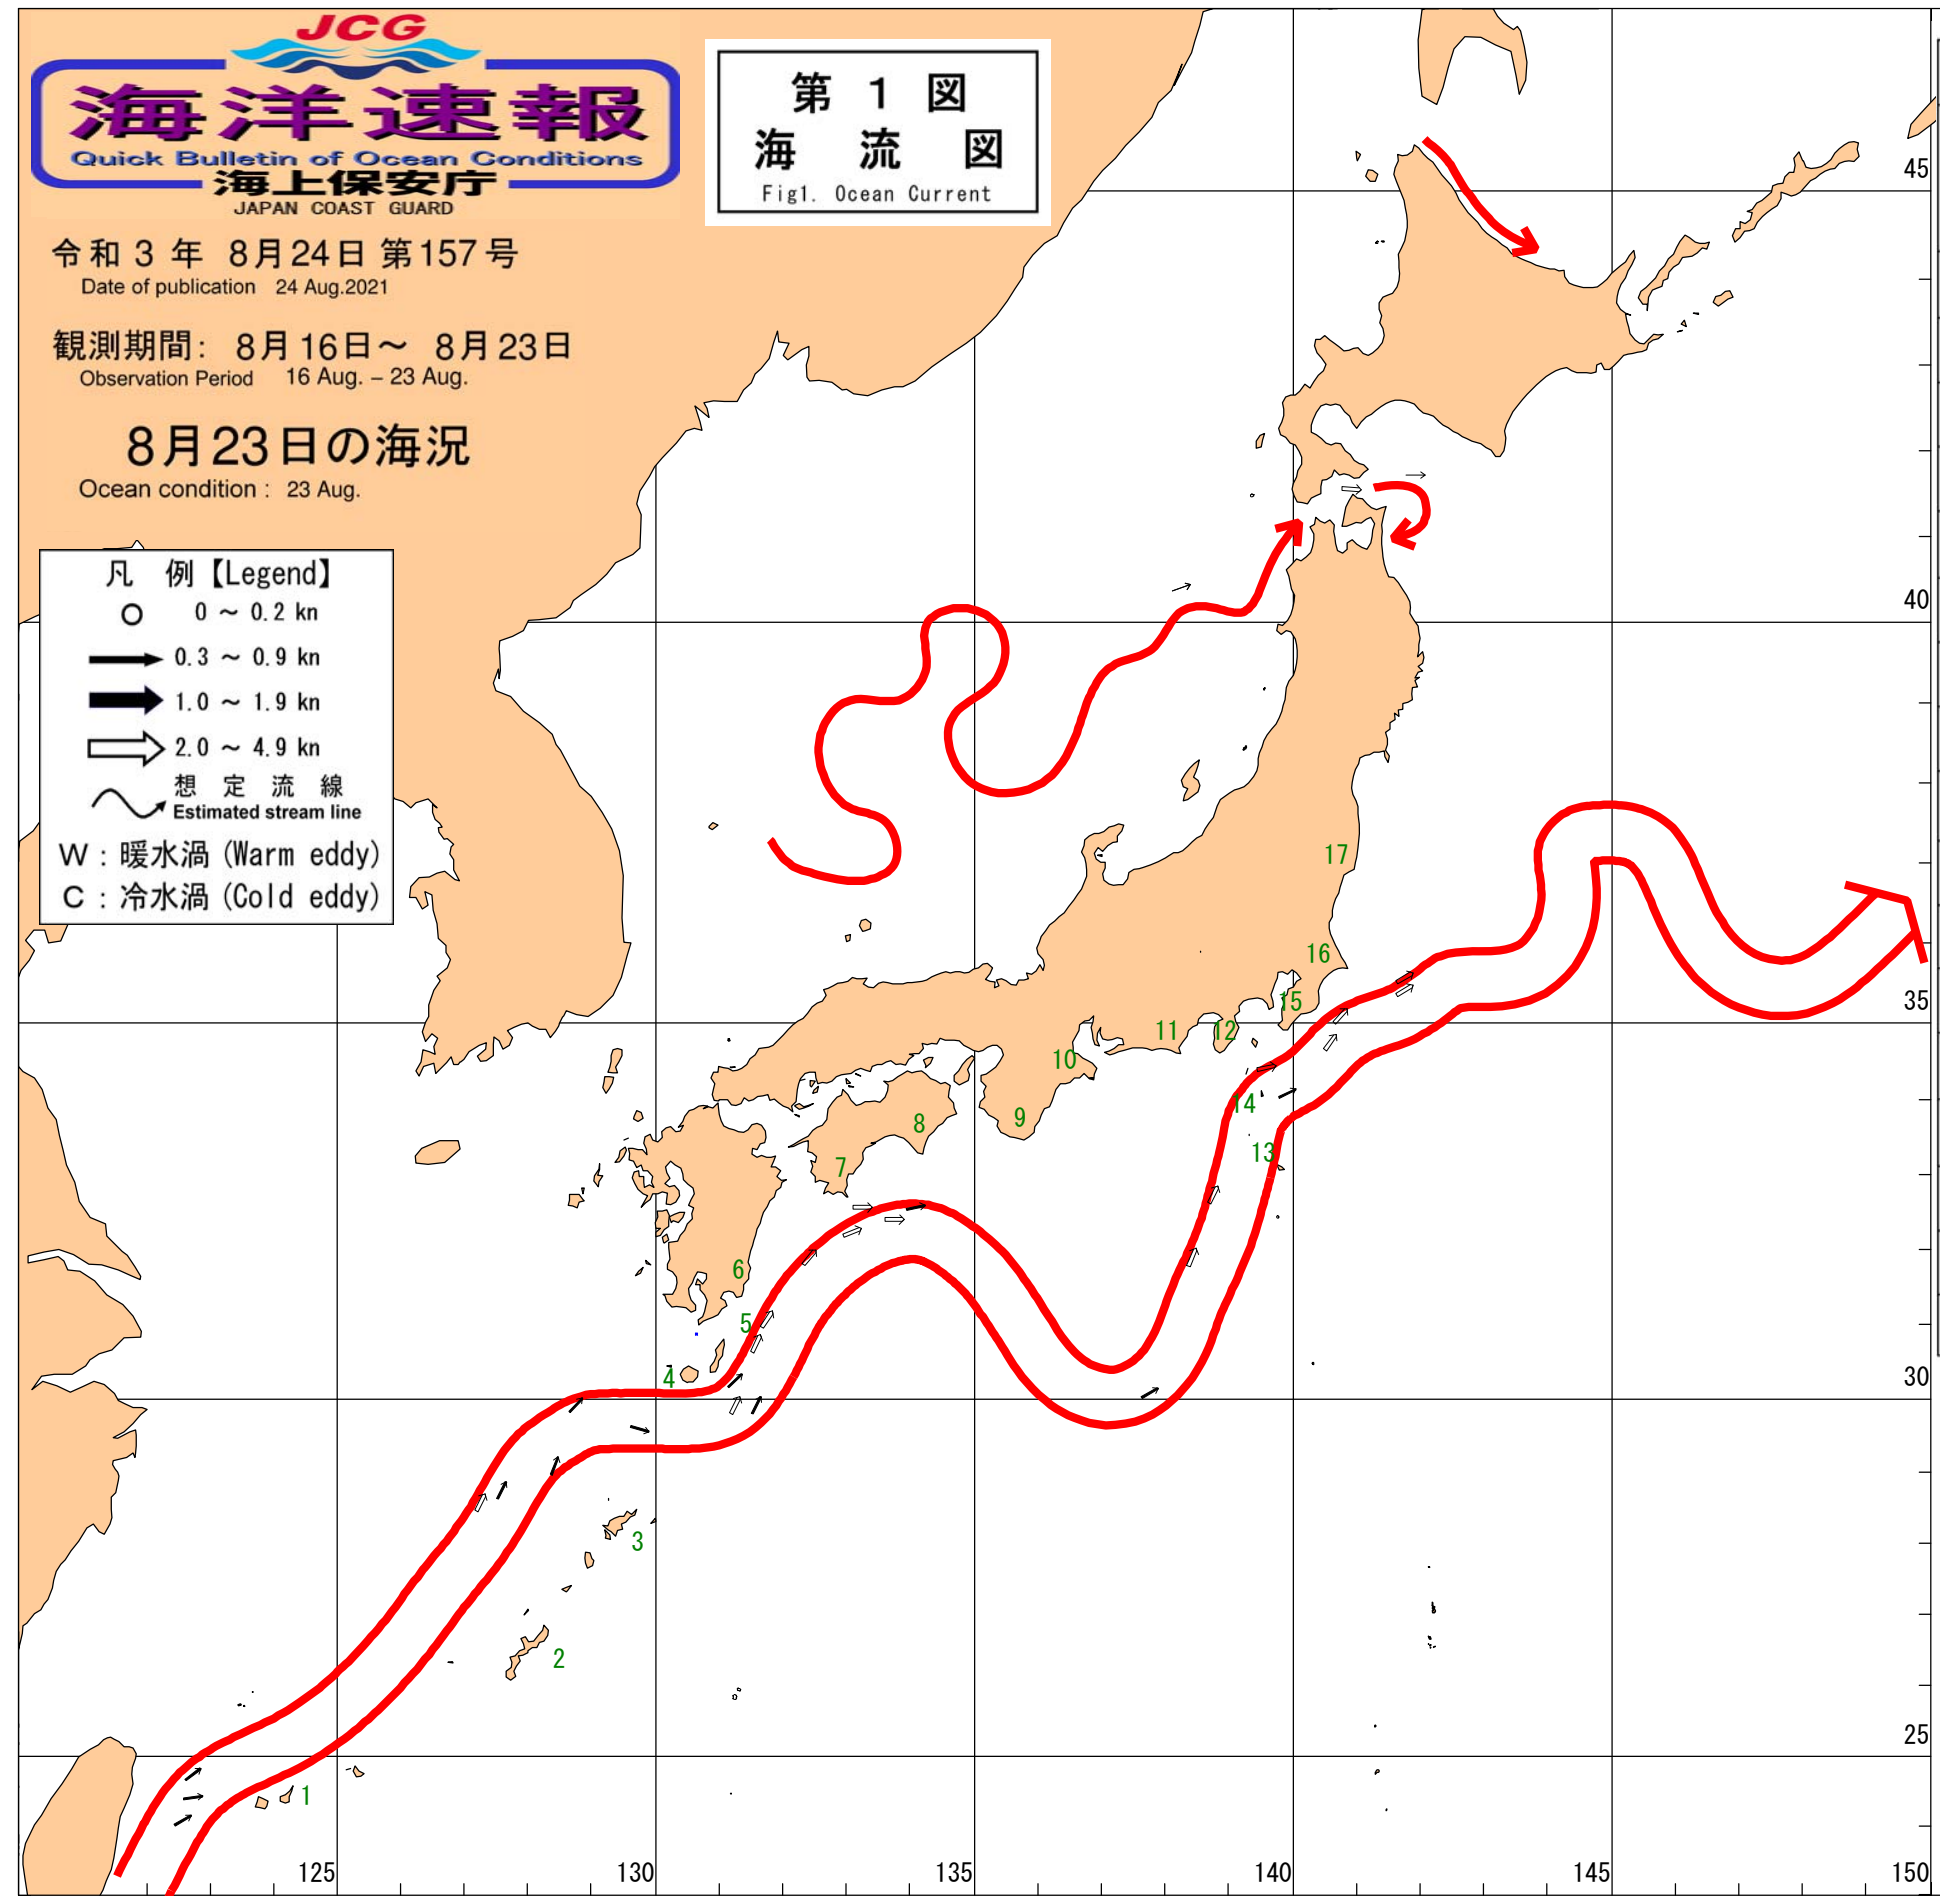 JCG
海洋速報
Quick Bulletin of Ocean Conditions
海上保安庁
JAPAN COAST GUARD
令和 3 年 8月24日 第157号
Date of publication 24 Aug.2021
観測期間: 8月16日～ 8月23日
Observation Period 16 Aug. – 23 Aug.
8月23日の海況
Ocean condition : 23 Aug.
第 1 図
海 流 図
Fig1. Ocean Current
凡 例【Legend】
0 ～ 0.2 kn
0.3 ～ 0.9 kn
1.0 ～ 1.9 kn
2.0 ～ 4.9 kn
想 定 流 線
Estimated stream line
W : 暖水渦 (Warm eddy)
C : 冷水渦 (Cold eddy)
45
40
35
30
25
17
16
15
12
11
10
14
9
8
13
7
6
5
4
3
2
1
125
130
135
140
145
150